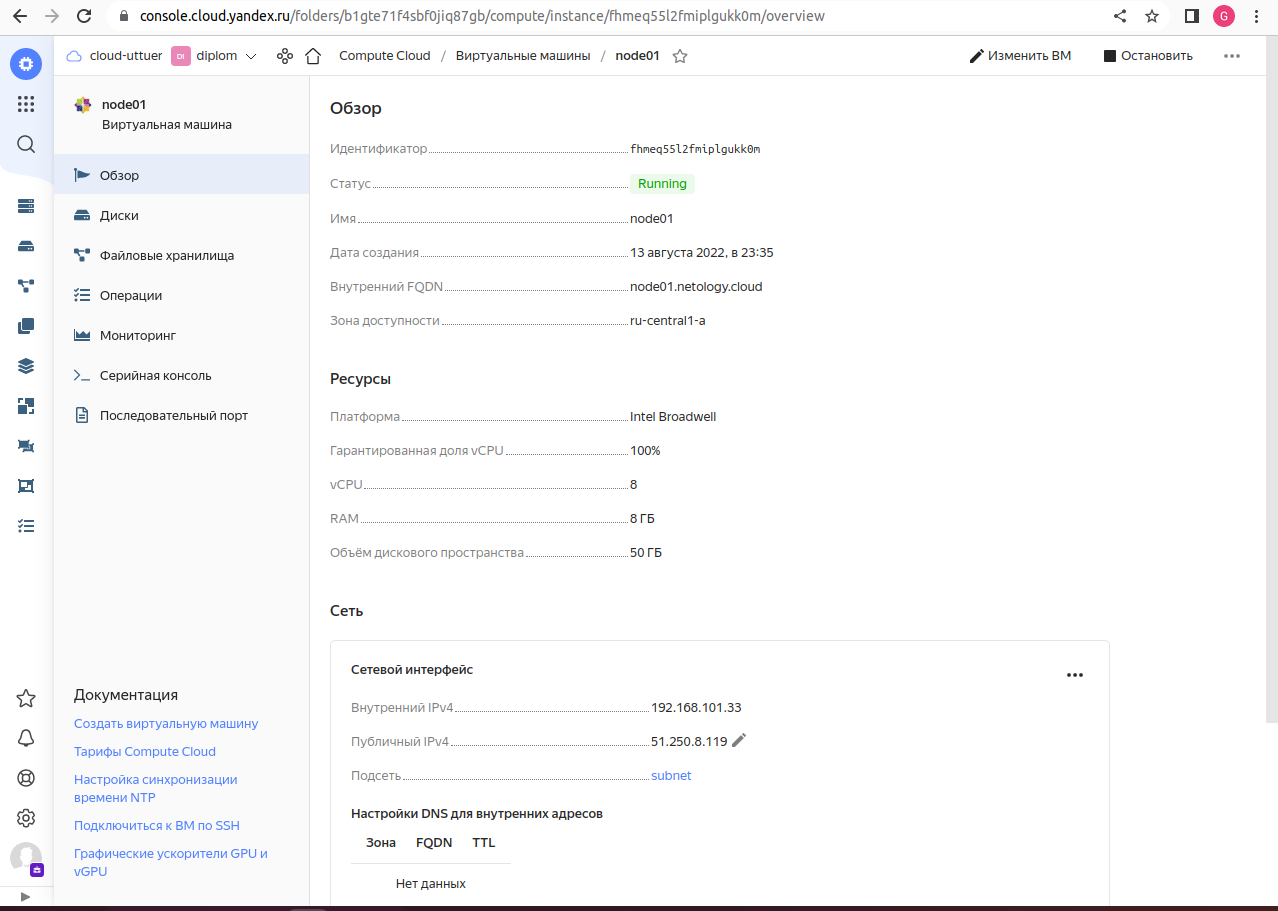 console.cloud.yandex.ru/folders/b1gte71f4sbf0jiq87gb/compute/instance/fhmeq55l2fmiplgukk0m/overview
G
cloud-uttuer DI diplom Compute Cloud / Виртуальные машины / node01 Изменить ВМ Остановить
node01
Виртуальная машина
Обзор
Диски
Файловые хранилища
Операции
Мониторинг
Серийная консоль
Последовательный порт
Документация
Создать виртуальную машину
Тарифы Compute Cloud
Настройка синхронизации
времени NTP
Подключиться к ВМ по SSH
Графические ускорители GPU и
vGPU
Обзор
Идентификатор fhmeq55l2fmiplgukk0m
Статус Running
Имя node01
Дата создания 13 августа 2022, в 23:35
Внутренний FQDN node01.netology.cloud
Зона доступности ru-central1-a
Ресурсы
Платформа Intel Broadwell
Гарантированная доля vCPU 100%
vCPU 8
RAM 8 ГБ
Объём дискового пространства 50 ГБ
Сеть
Сетевой интерфейс
Внутренний IPv4 192.168.101.33
Публичный IPv4 51.250.8.119
Подсеть subnet
Настройки DNS для внутренних адресов
Зона FQDN TTL
Нет данных